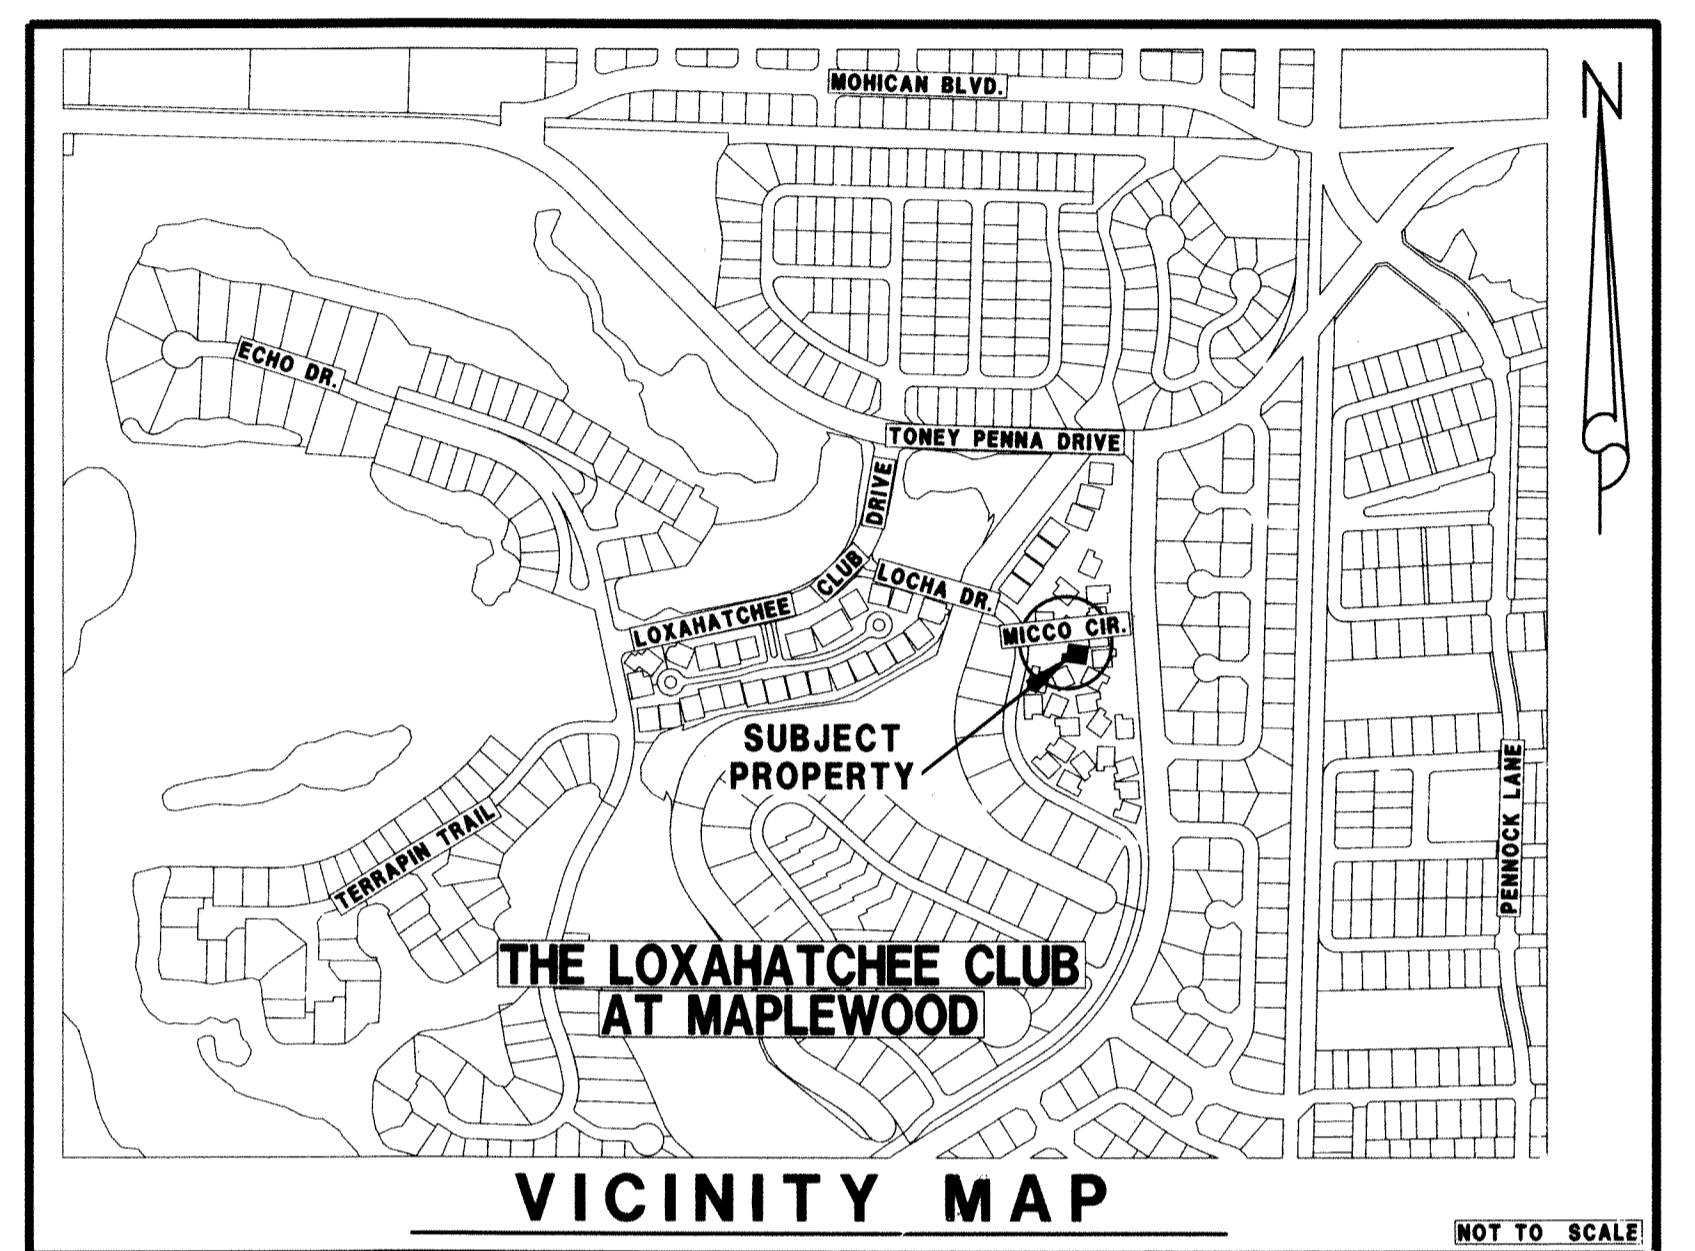 MOHICAN BLVD.
N
ECHO DR.
TONEY PENNA DRIVE
LOXAHATCHEE CLUB DRIVE
LOCHA DR.
MICCO CIR.
SUBJECT
PROPERTY
TERRAPIN TRAIL
PENNOCK LANE
THE LOXAHATCHEE CLUB
AT MAPLEWOOD
VICINITY MAP
NOT TO SCALE